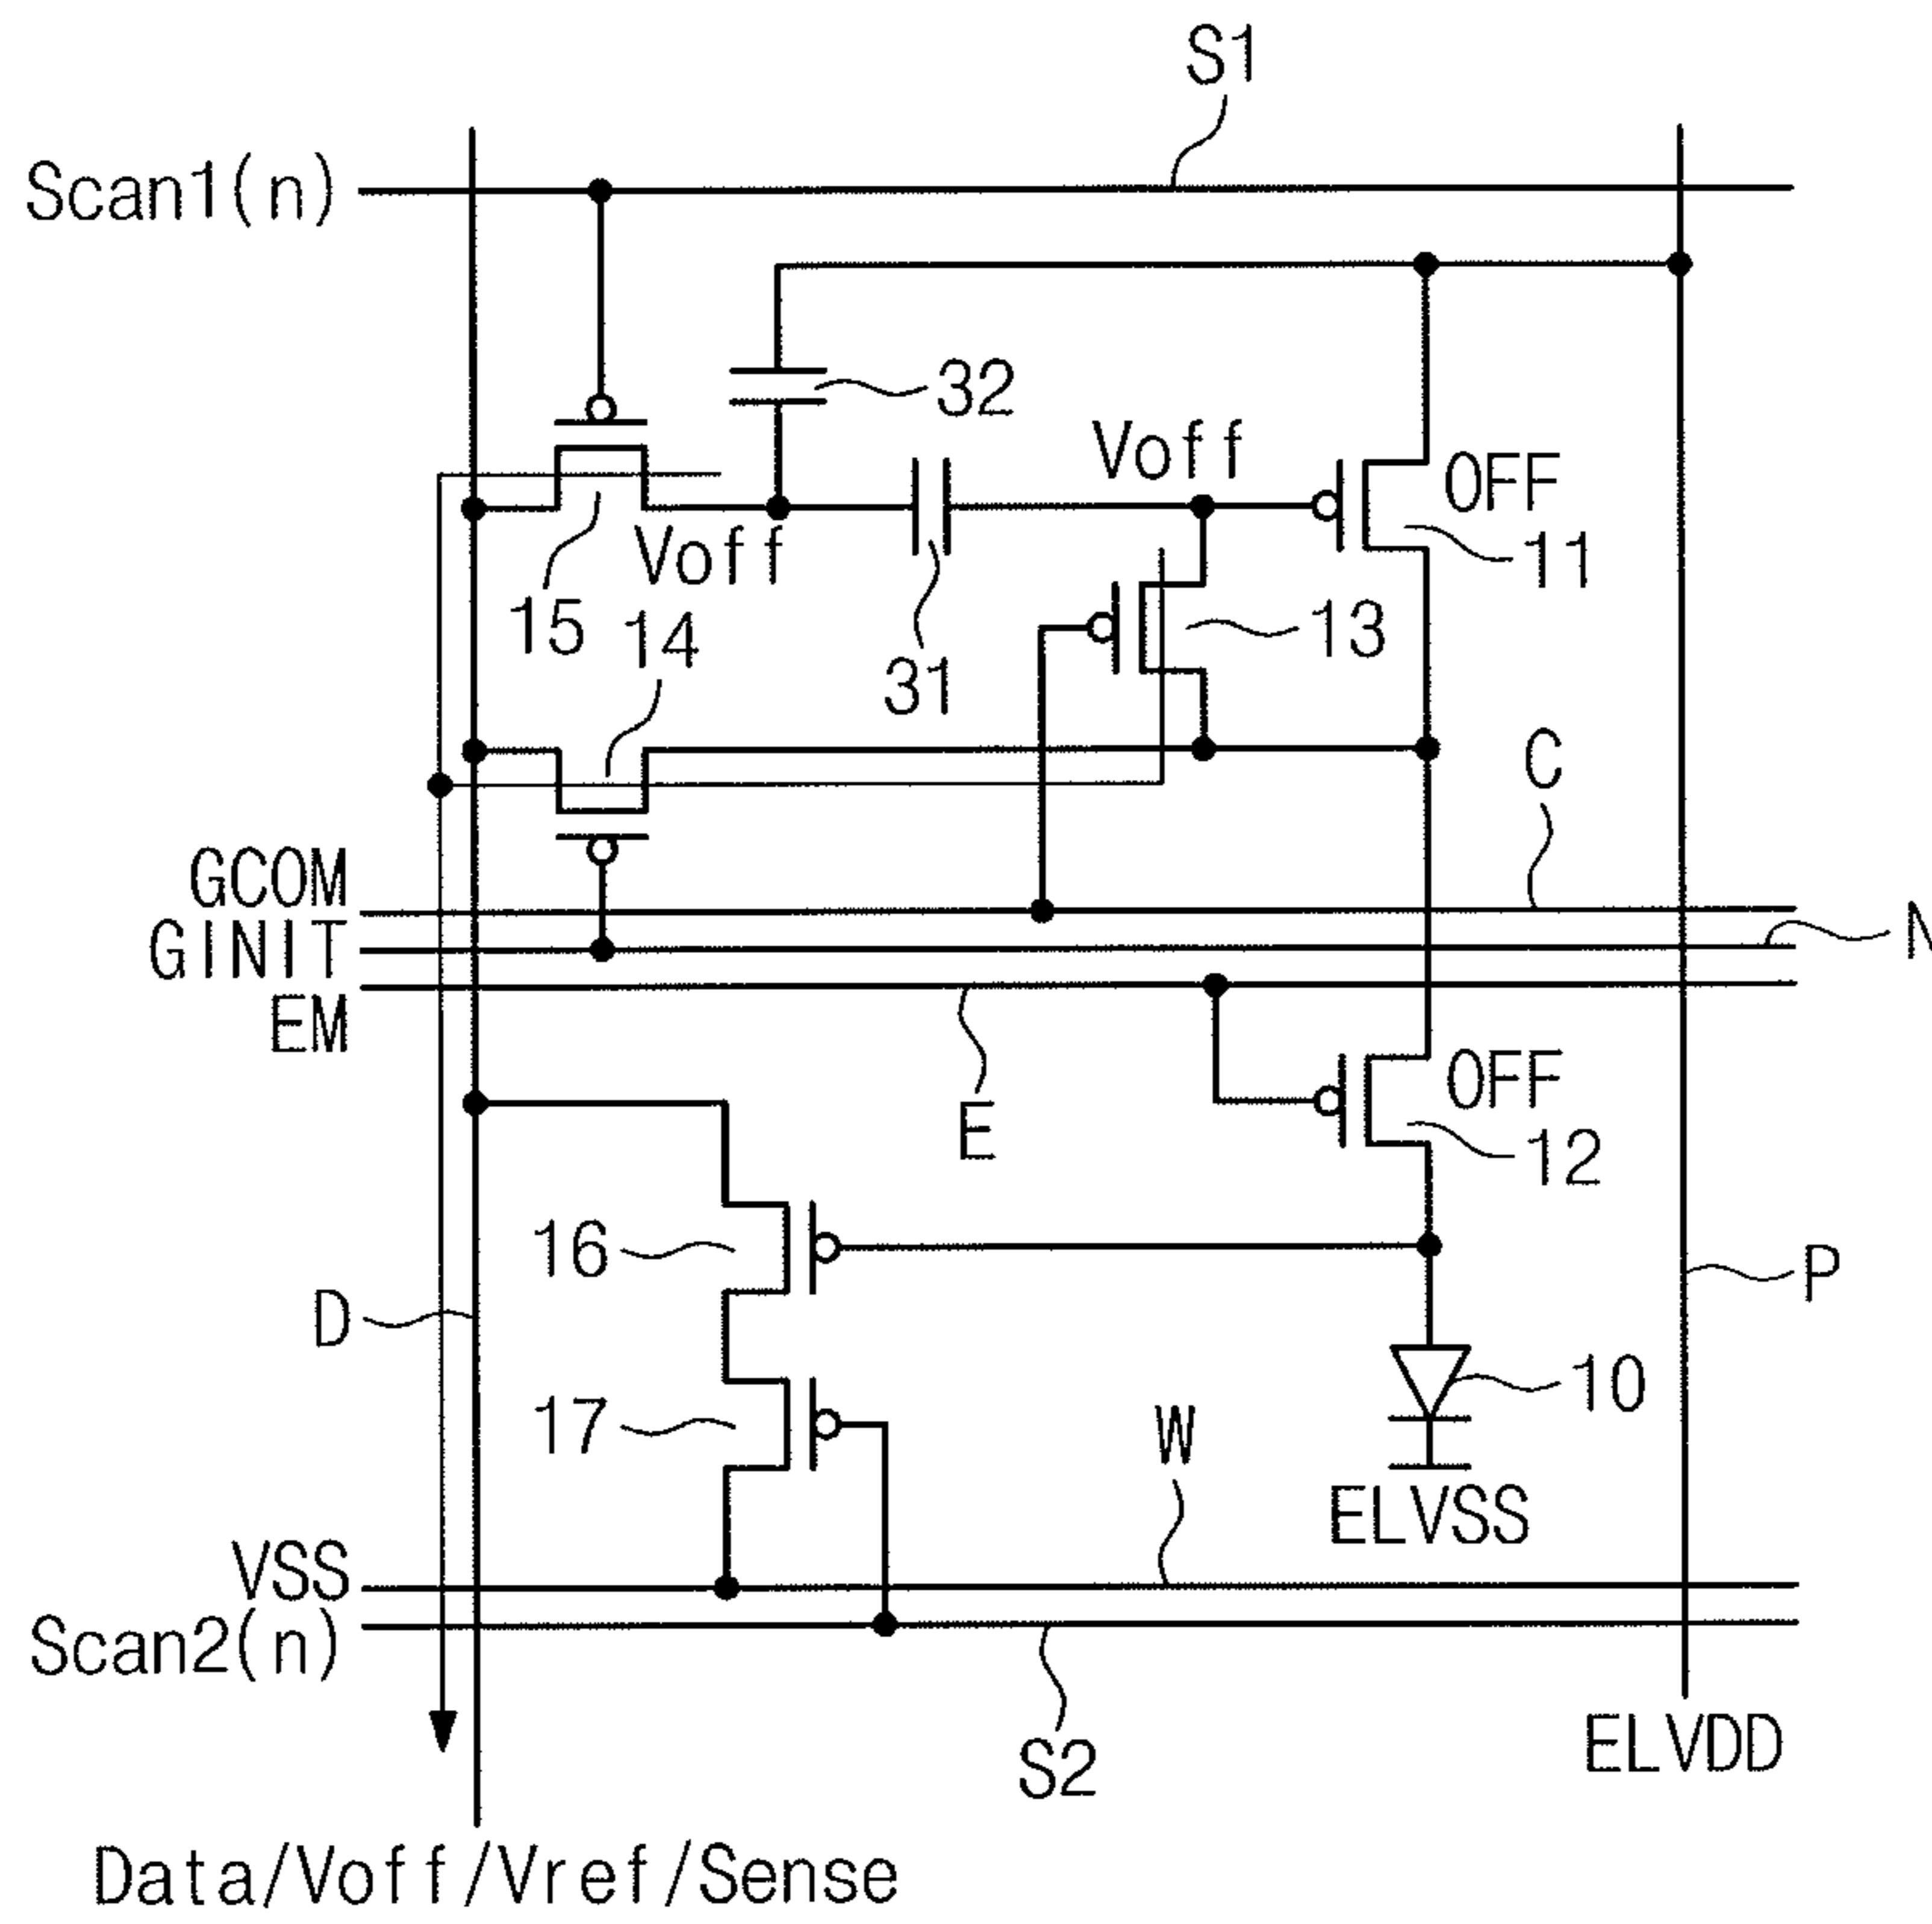 S1
Scan1(n)
32
Voff
OFF
11
Voff
15
14
31
13
C
GCOM
GINIT
N
EM
OFF
E
12
16
D
P
10
17
W
ELVSS
VSS
Scan2(n)
S2
ELVDD
Data/Voff/Vref/Sense